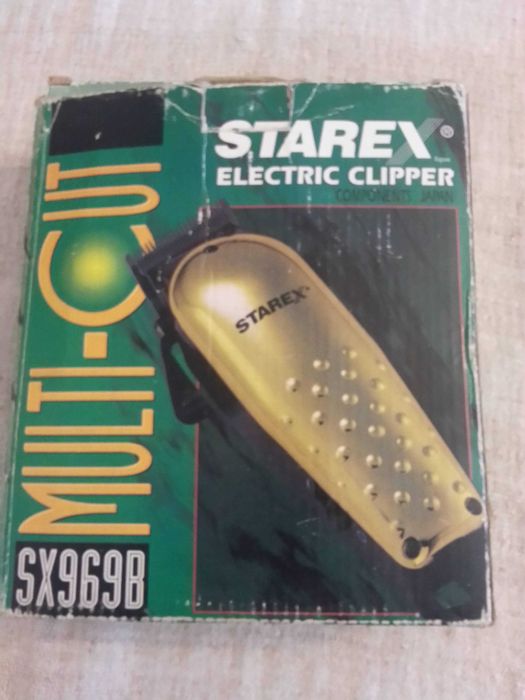 STAREX ®
ELECTRIC CLIPPER
COMPONENTS JAPAN
MULTI-CUT
STAREX
SX969B